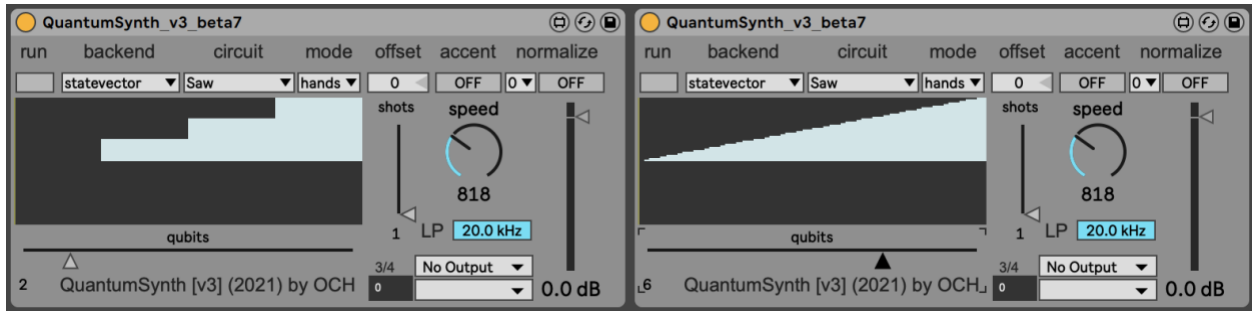 QuantumSynth_v3_beta7
run backend circuit mode offset accent normalize
statevector Saw hands 0 OFF 0 OFF
shots speed
818
1 LP 20.0 kHz
qubits
3/4 No Output
2 QuantumSynth [v3] (2021) by OCH 0 0.0 dB
QuantumSynth_v3_beta7
run backend circuit mode offset accent normalize
statevector Saw hands 0 OFF 0 OFF
shots speed
818
1 LP 20.0 kHz
qubits
3/4 No Output
6 QuantumSynth [v3] (2021) by OCH 0 0.0 dB